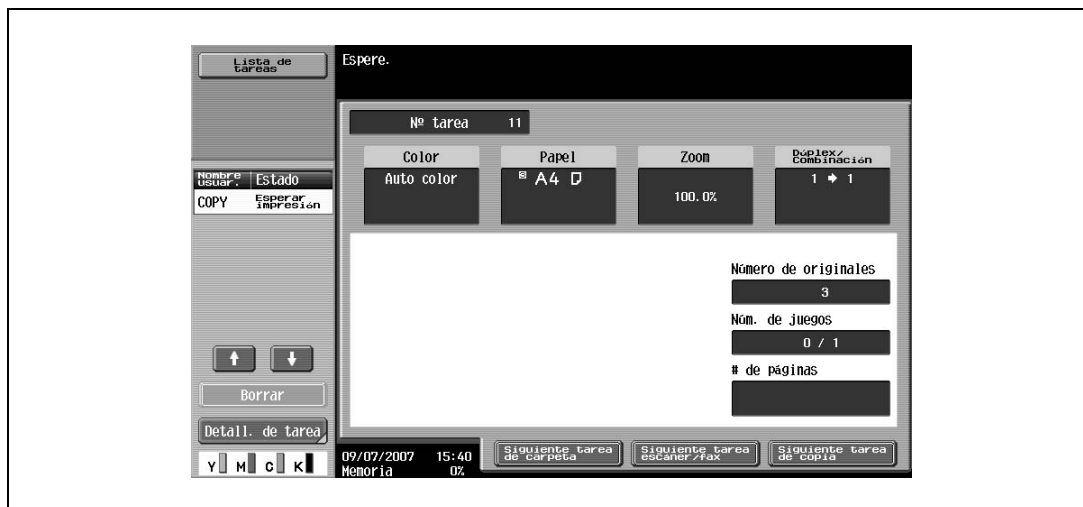 Lista de
tareas
Espere.
Nº tarea 11
Color
Papel
Zoom
Dúplex/
Combinación
Auto color
A4
100.0%
1 → 1
Nombre
usuar.
Estado
COPY
Esperar
impresión
Número de originales
3
Núm. de juegos
0 / 1
# de páginas
Borrar
Detall. de tarea
Y M C K
09/07/2007 15:40
Memoria 0%
Siguiente tarea
de carpeta
Siguiente tarea
escáner/fax
Siguiente tarea
de copia